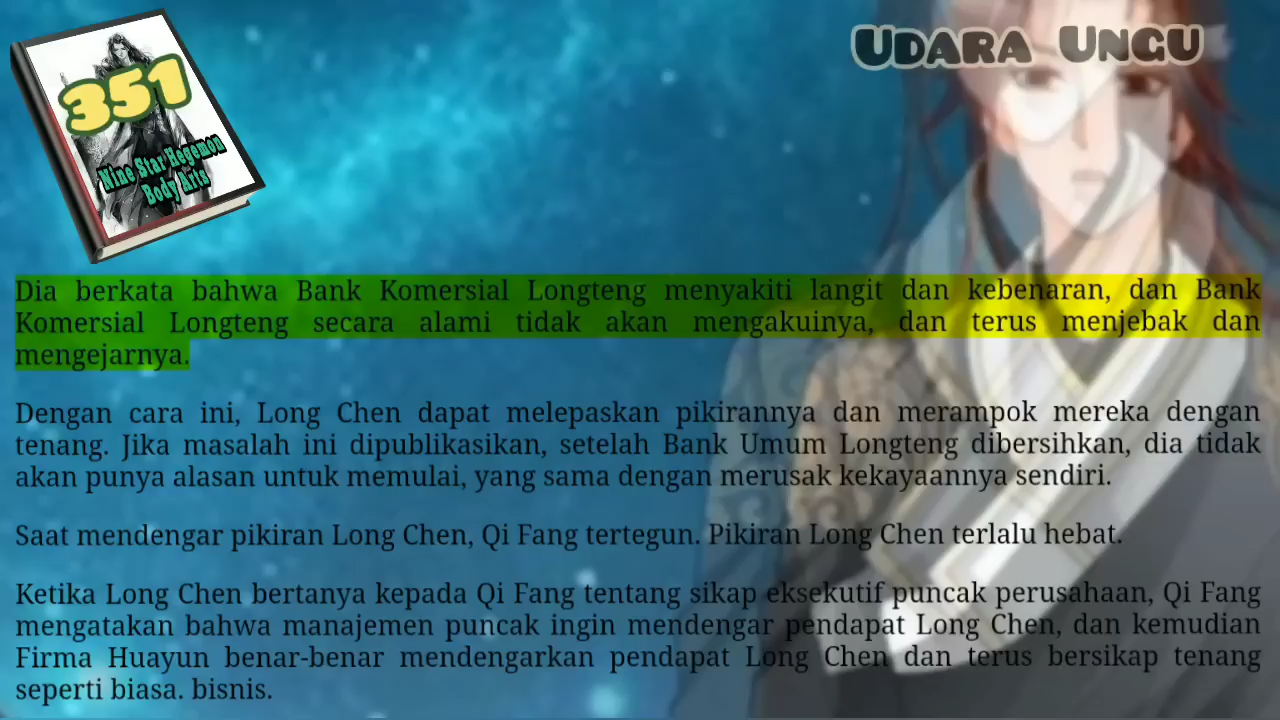 351
Nine Star Hegemon
Body Arts
Udara Ungu
Dia berkata bahwa Bank Komersial Longteng menyakiti langit dan kebenaran, dan Bank
Komersial Longteng secara alami tidak akan mengakuinya, dan terus menjebak dan
mengejarnya.
Dengan cara ini, Long Chen dapat melepaskan pikirannya dan merampok mereka dengan
tenang. Jika masalah ini dipublikasikan, setelah Bank Umum Longteng dibersihkan, dia tidak
akan punya alasan untuk memulai, yang sama dengan merusak kekayaannya sendiri.
Saat mendengar pikiran Long Chen, Qi Fang tertegun. Pikiran Long Chen terlalu hebat.
Ketika Long Chen bertanya kepada Qi Fang tentang sikap eksekutif puncak perusahaan, Qi Fang
mengatakan bahwa manajemen puncak ingin mendengar pendapat Long Chen, dan kemudian
Firma Huayun benar-benar mendengarkan pendapat Long Chen dan terus bersikap tenang
seperti biasa. bisnis.